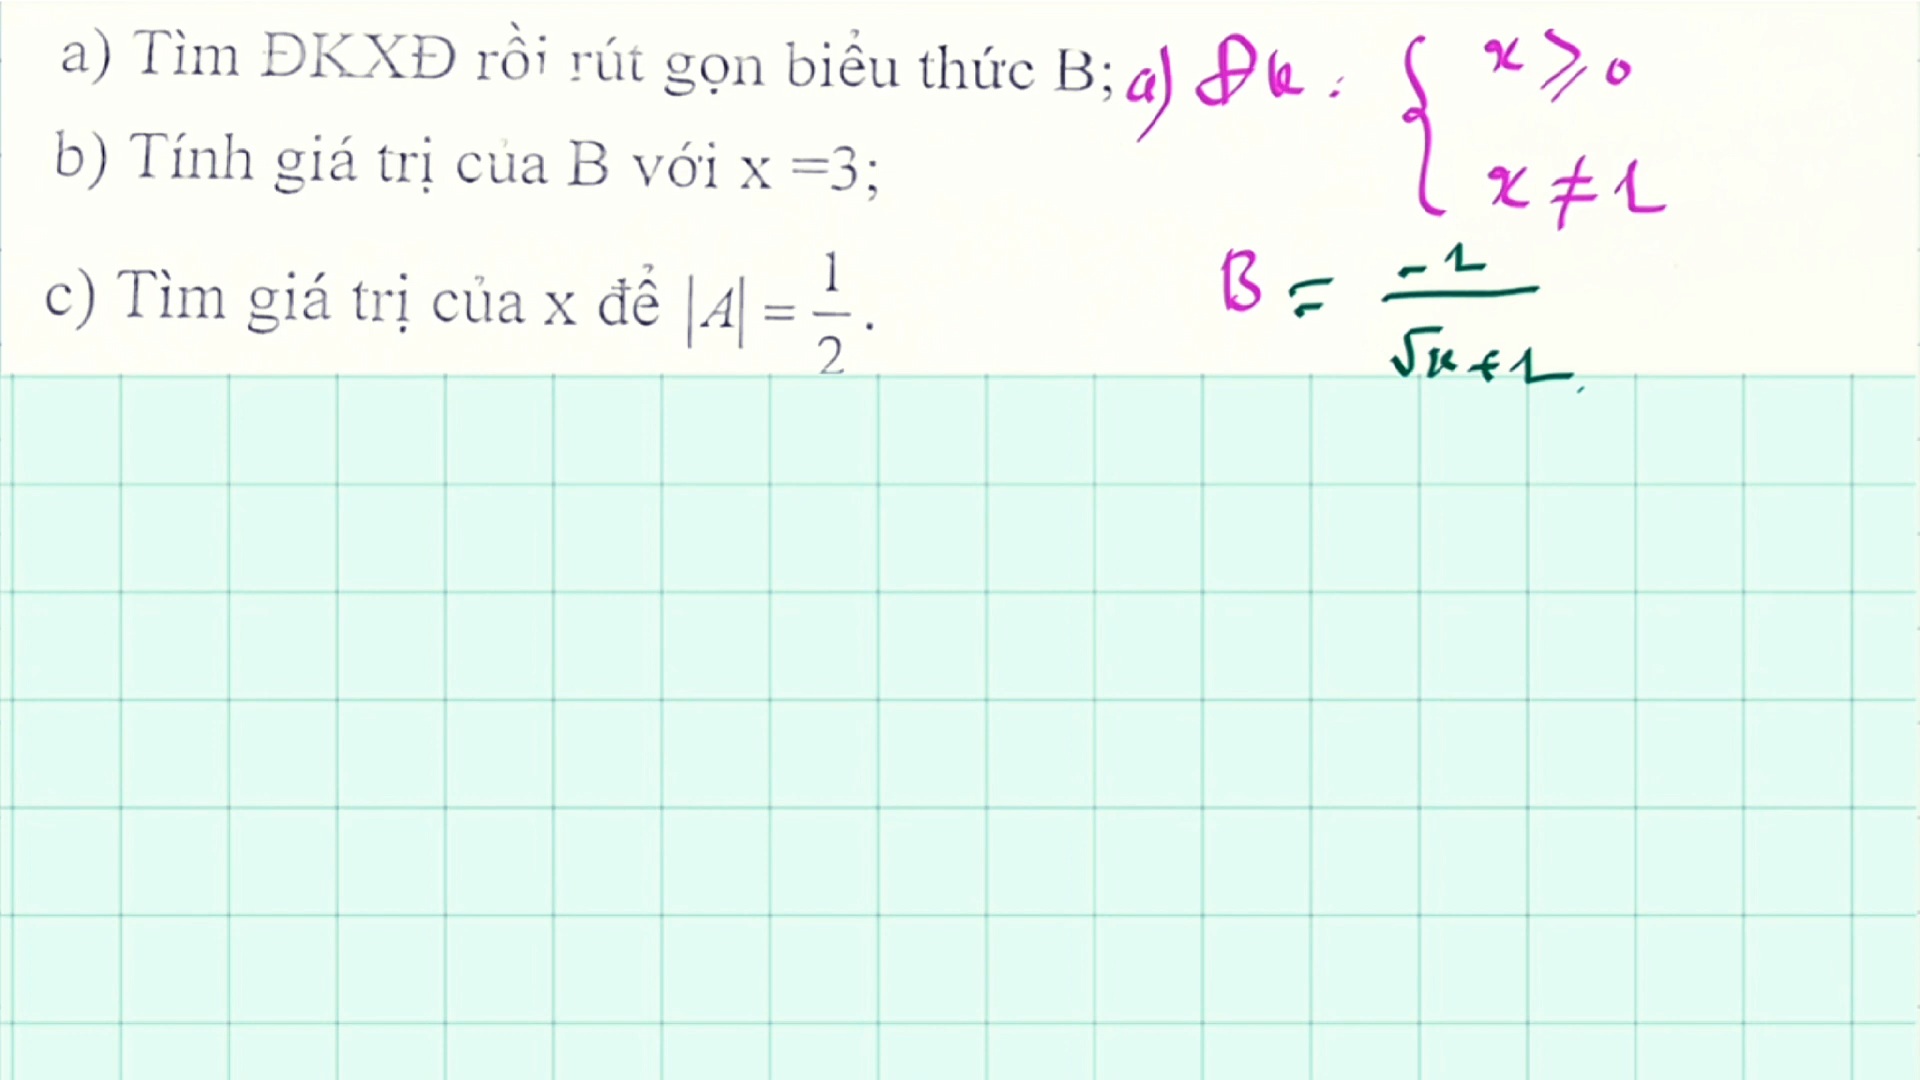 a) Tìm ĐKXĐ rồi rút gọn biểu thức B;
b) Tính giá trị của B với x =3;
c) Tìm giá trị của x để |A| = 1/2.
a) Đk: { x ⩾ 0
x ≠ 1
B = -1/(√x+1)